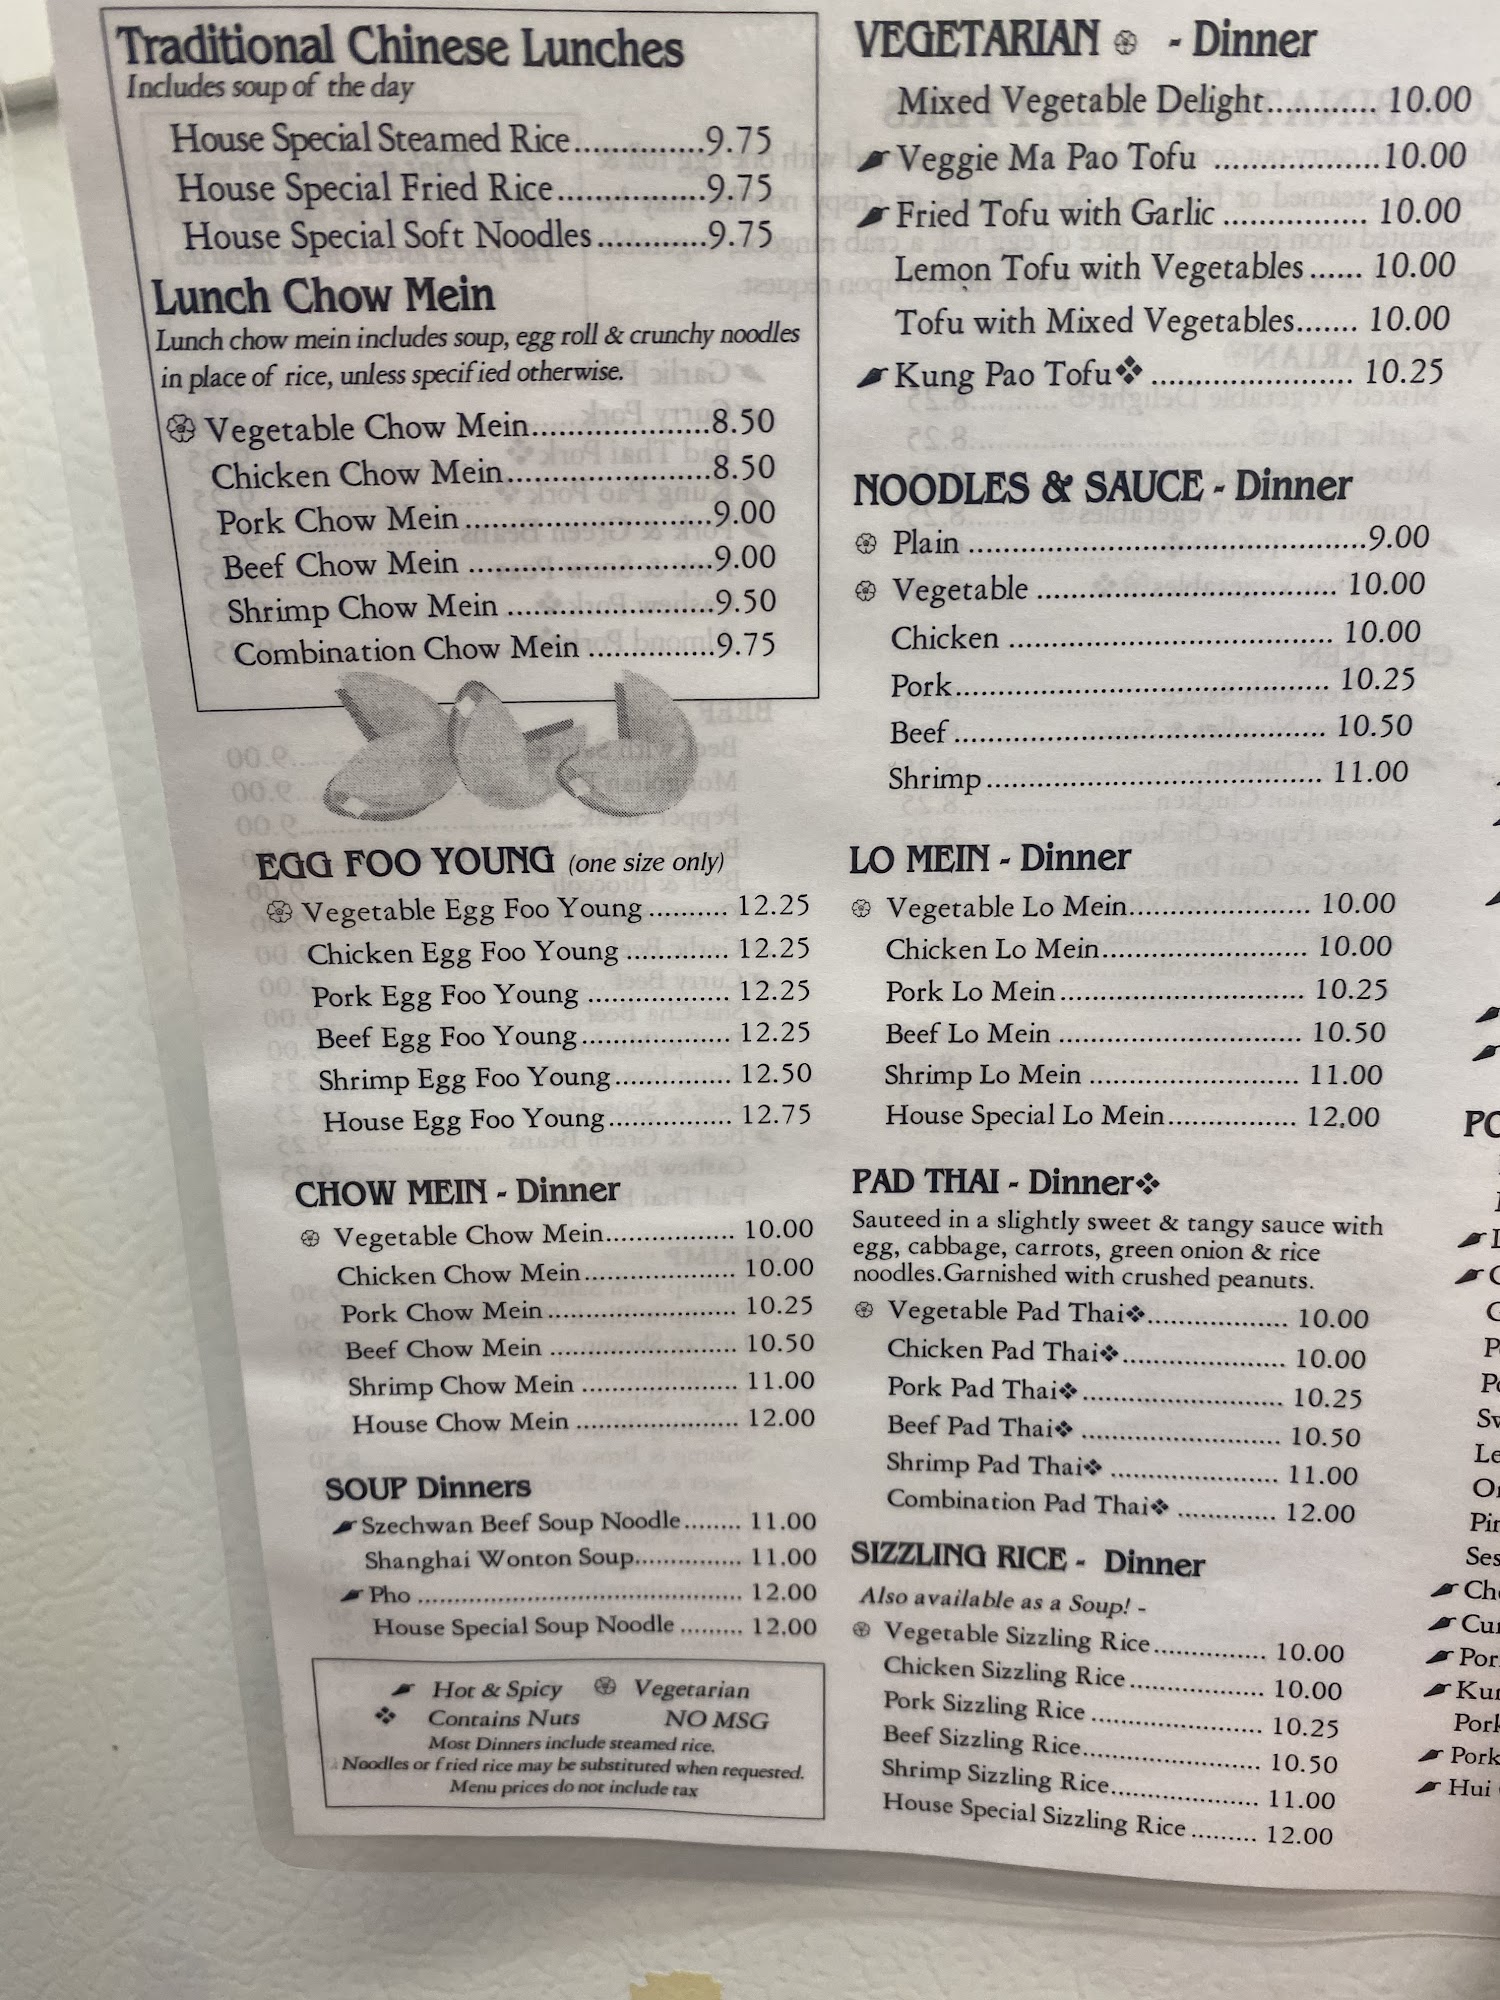 Traditional Chinese Lunches
Includes soup of the day
House Special Steamed Rice..............9.75
House Special Fried Rice................9.75
House Special Soft Noodles............9.75
Lunch Chow Mein
Lunch chow mein includes soup, egg roll & crunchy noodles
in place of rice, unless specified otherwise.
Vegetable Chow Mein....................8.50
Chicken Chow Mein.......................8.50
Pork Chow Mein............................9.00
Beef Chow Mein ...........................9.00
Shrimp Chow Mein .......................9.50
Combination Chow Mein ..............9.75
EGG FOO YOUNG (one size only)
Vegetable Egg Foo Young .......... 12.25
Chicken Egg Foo Young ............. 12.25
Pork Egg Foo Young .................. 12.25
Beef Egg Foo Young................... 12.25
Shrimp Egg Foo Young............... 12.50
House Egg Foo Young................ 12.75
CHOW MEIN - Dinner
Vegetable Chow Mein................. 10.00
Chicken Chow Mein.................... 10.00
Pork Chow Mein......................... 10.25
Beef Chow Mein ......................... 10.50
Shrimp Chow Mein ..................... 11.00
House Chow Mein ...................... 12.00
SOUP Dinners
Szechwan Beef Soup Noodle........ 11.00
Shanghai Wonton Soup............... 11.00
Pho ........................................... 12.00
House Special Soup Noodle ......... 12.00
Hot & Spicy Vegetarian
Contains Nuts NO MSG
Most Dinners include steamed rice.
Noodles or fried rice may be substituted when requested.
Menu prices do not include tax
VEGETARIAN - Dinner
Mixed Vegetable Delight............ 10.00
Veggie Ma Pao Tofu ..................10.00
Fried Tofu with Garlic ................ 10.00
Lemon Tofu with Vegetables ...... 10.00
Tofu with Mixed Vegetables....... 10.00
Kung Pao Tofu❖ ...................... 10.25
NOODLES & SAUCE - Dinner
Plain ............................................9.00
Vegetable .................................. 10.00
Chicken ..................................... 10.00
Pork........................................... 10.25
Beef ........................................... 10.50
Shrimp....................................... 11.00
LO MEIN - Dinner
Vegetable Lo Mein..................... 10.00
Chicken Lo Mein........................ 10.00
Pork Lo Mein............................. 10.25
Beef Lo Mein ............................. 10.50
Shrimp Lo Mein ......................... 11.00
House Special Lo Mein............... 12.00
PAD THAI - Dinner❖
Sauteed in a slightly sweet & tangy sauce with
egg, cabbage, carrots, green onion & rice
noodles.Garnished with crushed peanuts.
Vegetable Pad Thai❖.................. 10.00
Chicken Pad Thai❖..................... 10.00
Pork Pad Thai❖.......................... 10.25
Beef Pad Thai❖ .......................... 10.50
Shrimp Pad Thai❖ ...................... 11.00
Combination Pad Thai❖ ............. 12.00
SIZZLING RICE - Dinner
Also available as a Soup! -
Vegetable Sizzling Rice............... 10.00
Chicken Sizzling Rice.................. 10.00
Pork Sizzling Rice ....................... 10.25
Beef Sizzling Rice........................ 10.50
Shrimp Sizzling Rice.................... 11.00
House Special Sizzling Rice ......... 12.00